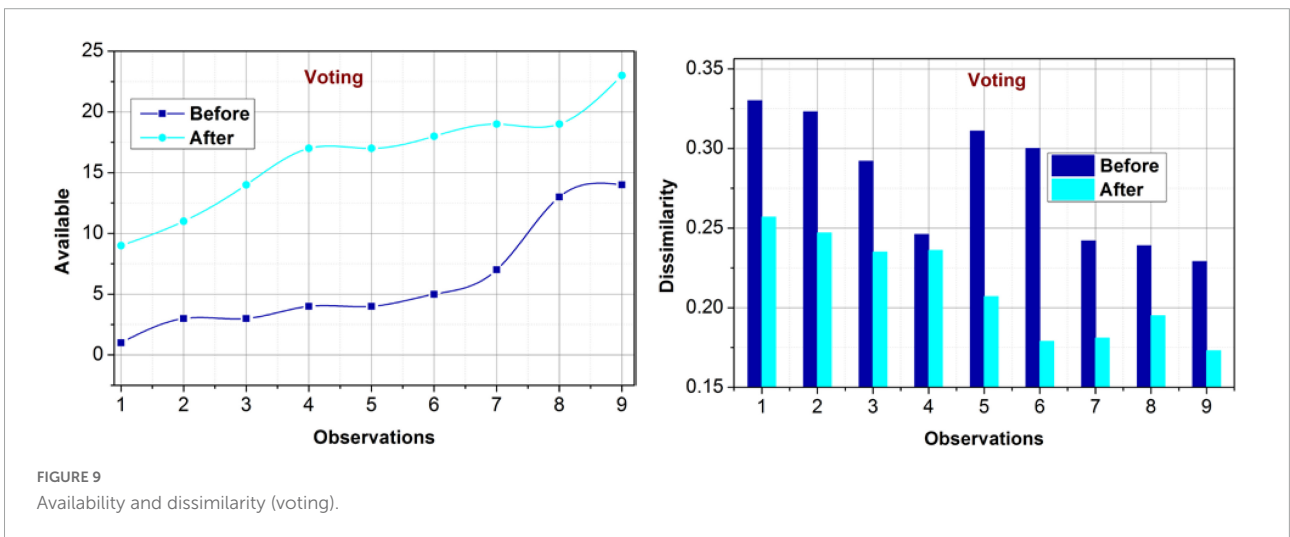 Voting
Before
After
Available
25
20
15
10
5
0
1 2 3 4 5 6 7 8 9
Observations
Voting
Before
After
Dissimilarity
0.35
0.30
0.25
0.20
0.15
1 2 3 4 5 6 7 8 9
Observations
FIGURE 9
Availability and dissimilarity (voting).